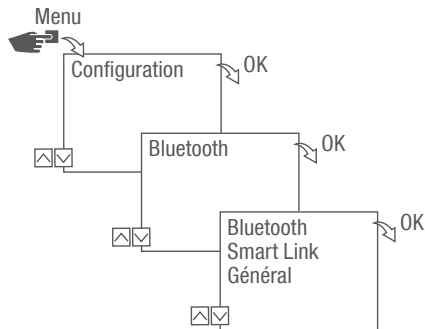 Menu
Configuration
OK
Bluetooth
OK
Bluetooth
Smart Link
Général
OK